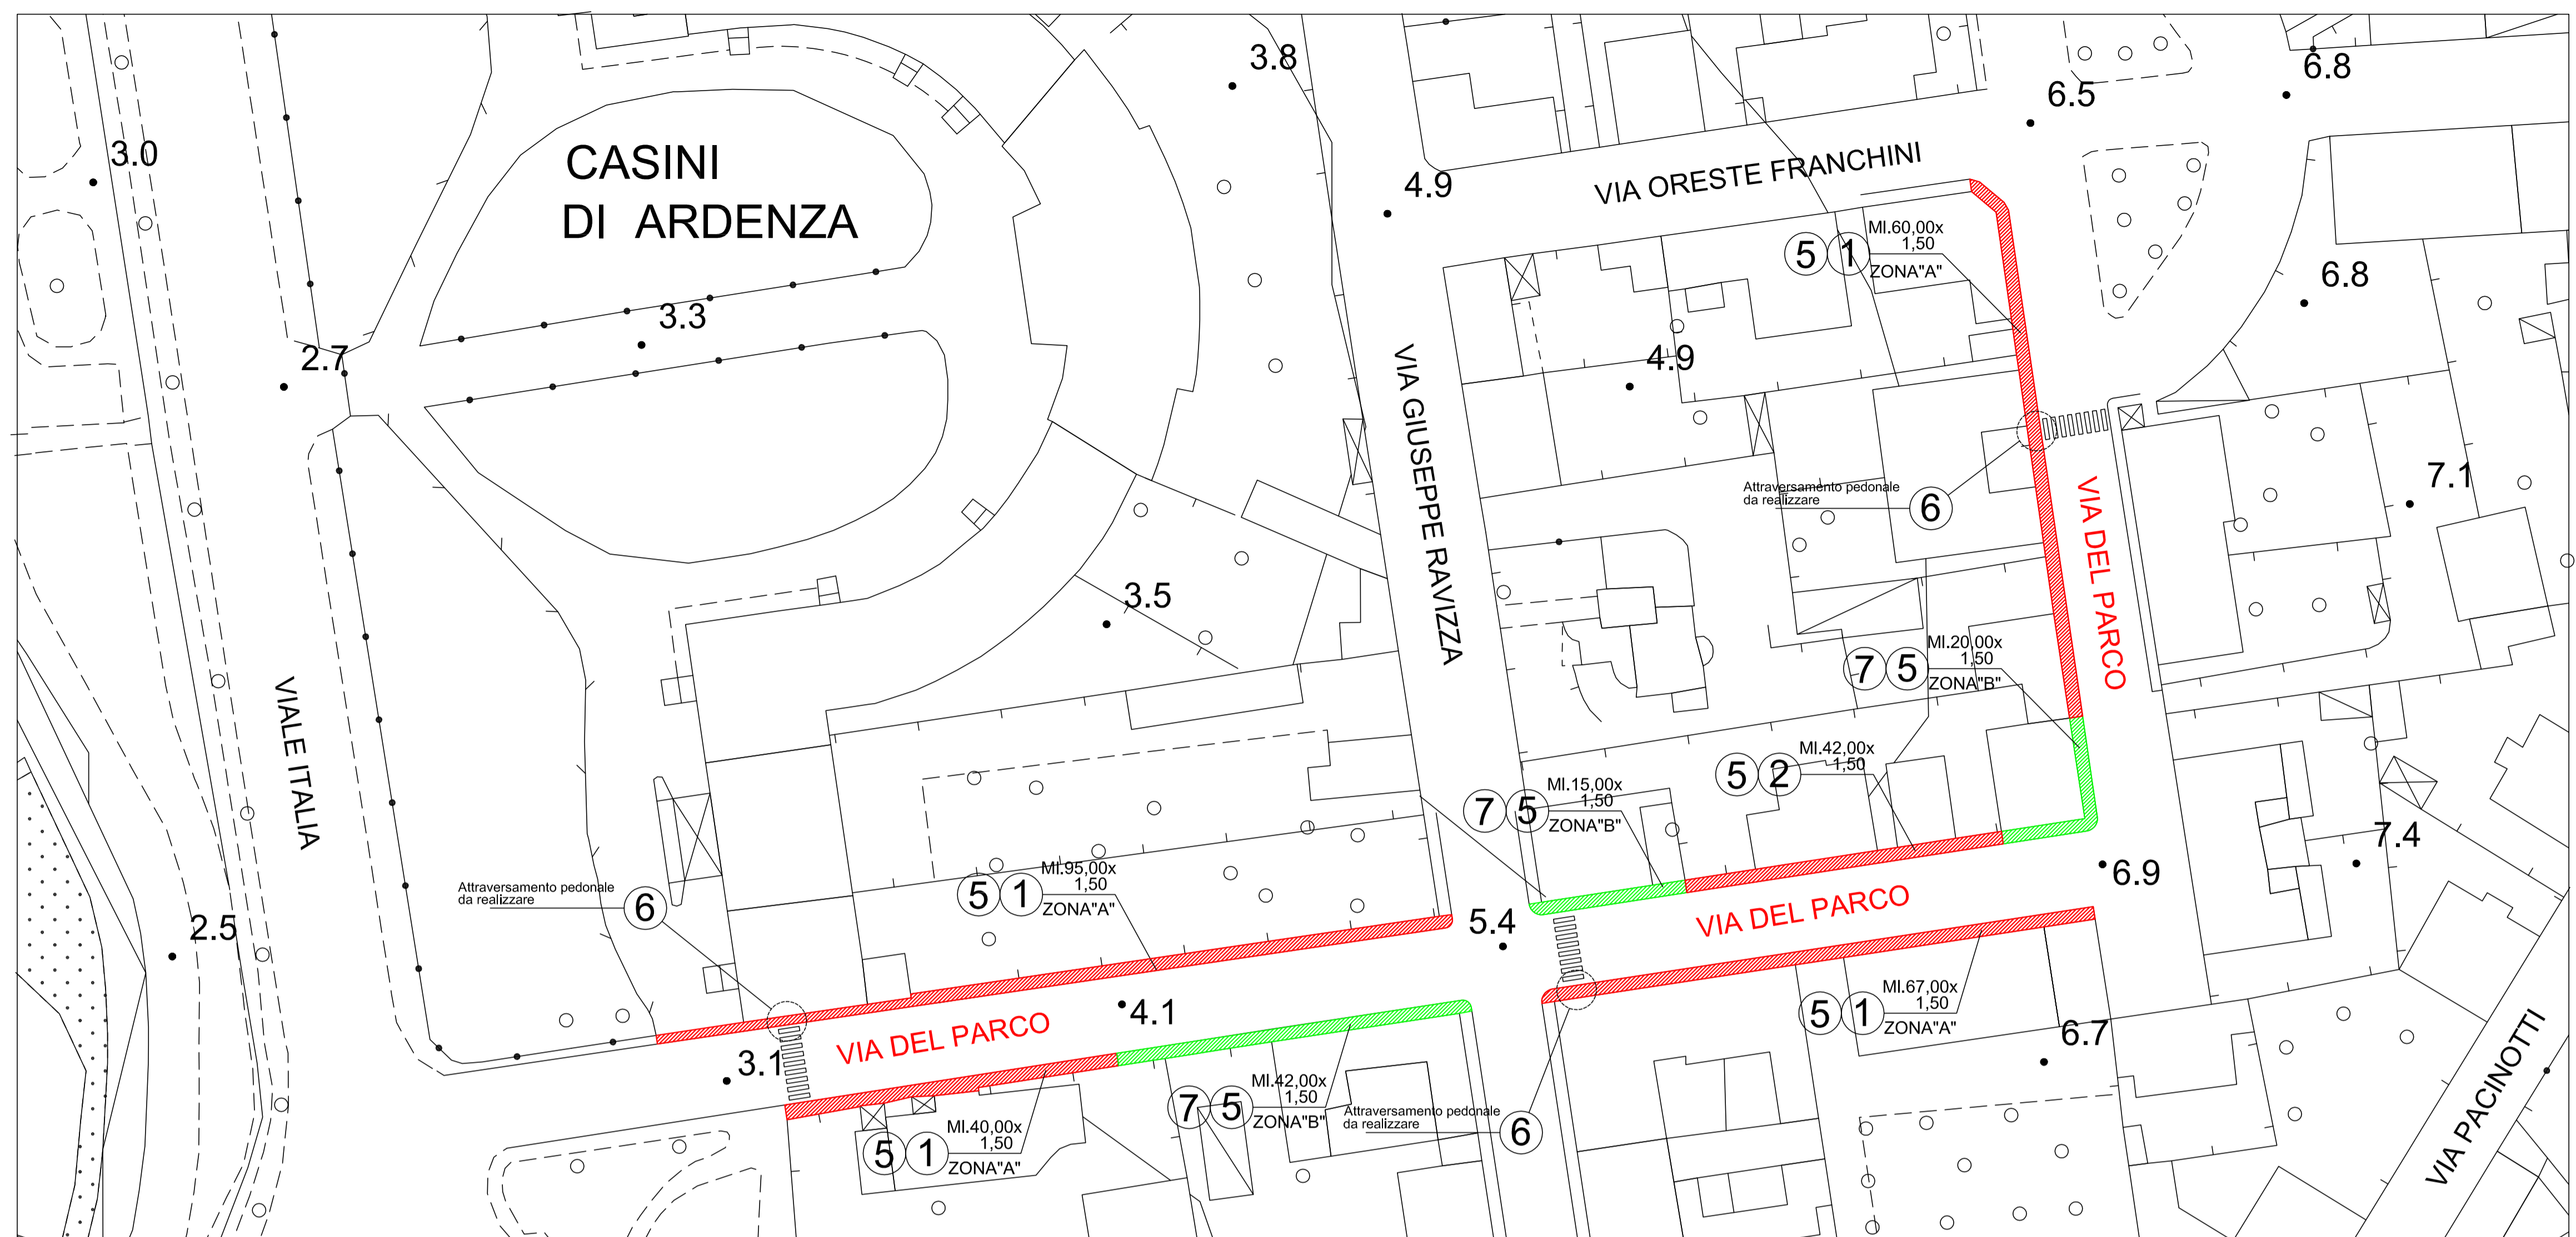 3.8
6.8
6.5
3.0
CASINI
DI ARDENZA
VIA ORESTE FRANCHINI
4.9
Ml.60,00x
1,50
5 1
ZONA"A"
6.8
3.3
2.7
4.9
VIA GIUSEPPE RAVIZZA
7.1
Attraversamento pedonale
da realizzare
6
VIA DEL PARCO
3.5
Ml.20,00x
1,50
7 5
ZONA"B"
VIALE ITALIA
Ml.42,00x
1,50
5 2
Ml.15,00x
1,50
7 5
ZONA"B"
7.4
Ml.95,00x
1,50
5 1
ZONA"A"
6.9
Attraversamento pedonale
da realizzare
6
2.5
5.4
VIA DEL PARCO
4.1
VIA DEL PARCO
Ml.67,00x
1,50
5 1
ZONA"A"
3.1
6.7
Ml.42,00x
1,50
7 5
ZONA"B"
Attraversamento pedonale
da realizzare
6
Ml.40,00x
1,50
5 1
ZONA"A"
VIA PACINOTTI